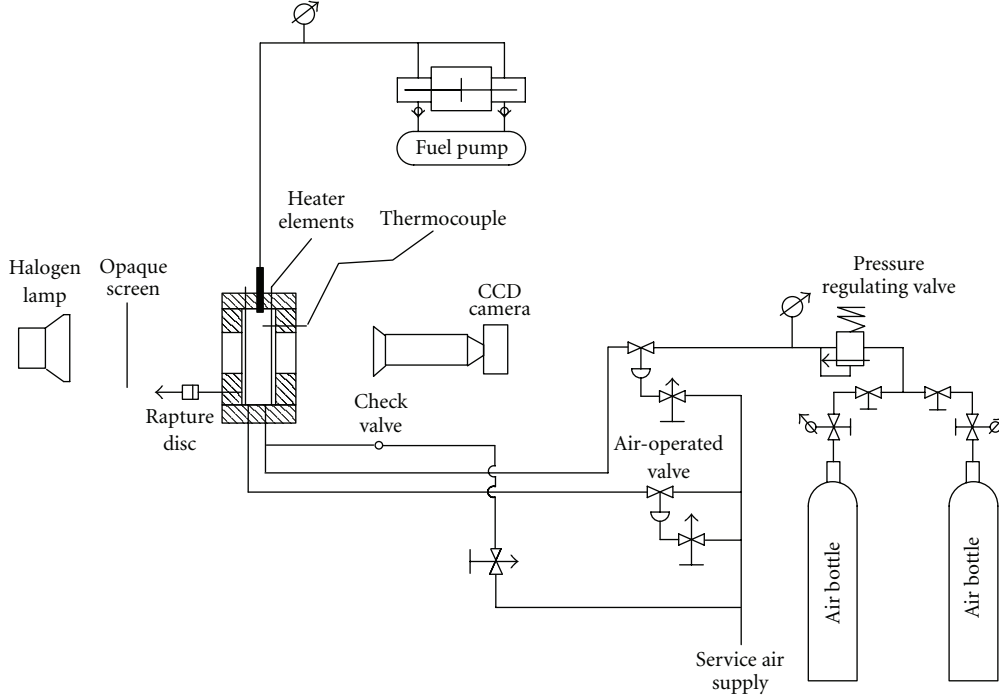 Fuel pump
Heater
elements
Thermocouple
Halogen
lamp
Opaque
screen
CCD
camera
Pressure
regulating valve
Rapture
disc
Check
valve
Air-operated
valve
Air bottle
Air bottle
Service air
supply